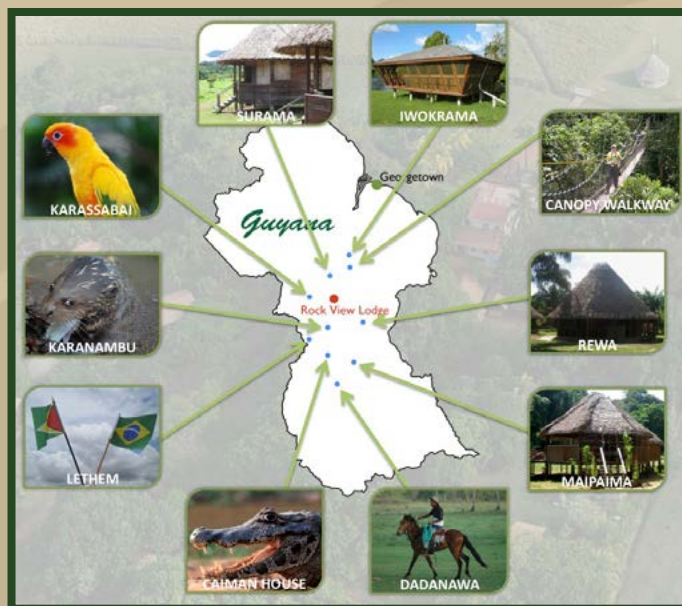 SURAMA
IWOKRAMA
KARASSABAI
Georgetown
CANOPY WALKWAY
Guyana
KARANAMBU
Rock View Lodge
REWA
LETHEM
MAIPAIMA
CAIMAN HOUSE
DADANAWA